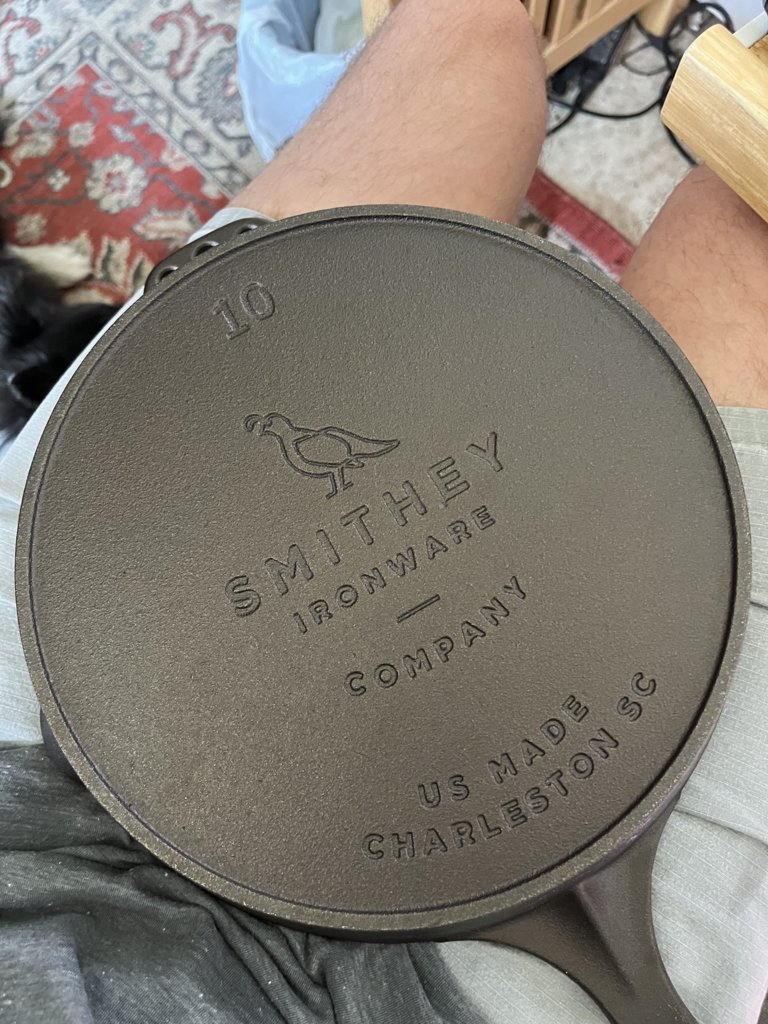 10
SMITHEY
IRONWARE
COMPANY
US MADE
CHARLESTON SC